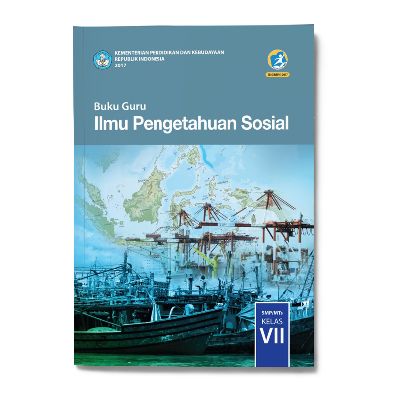 KEMENTERIAN PENDIDIKAN DAN KEBUDAYAAN
REPUBLIK INDONESIA
2017
Buku Guru
Ilmu Pengetahuan Sosial
SMP/MTs
KELAS
VII